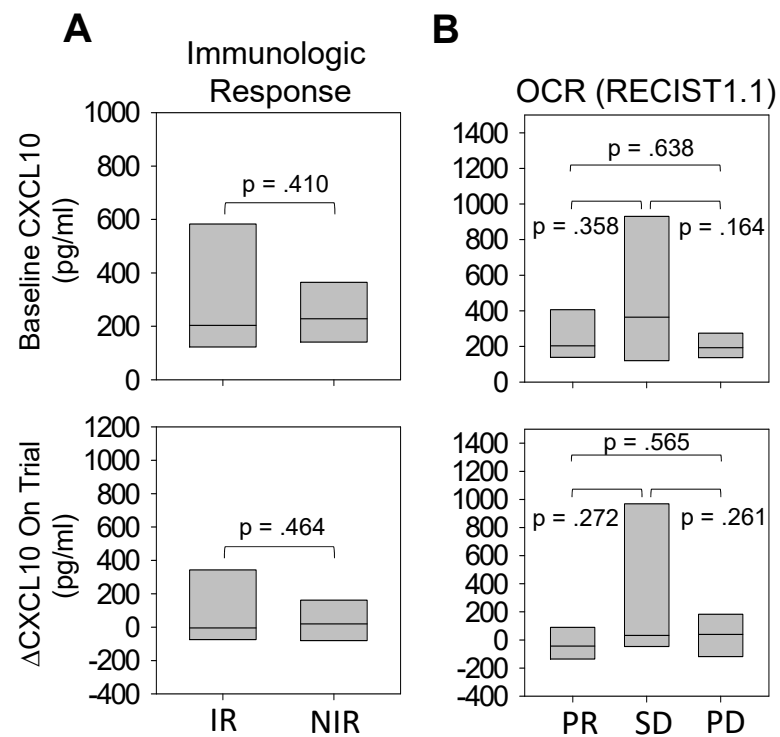 A
Immunologic
Response
Baseline CXCL10
(pg/ml)
1000
800
600
400
200
0
p = .410
ΔCXCL10 On Trial
(pg/ml)
1200
1000
800
600
400
200
0
-200
-400
p = .464
IR NIR
B
OCR (RECIST1.1)
1400
1200
1000
800
600
400
200
0
p = .638
p = .358 p = .164
1400
1200
1000
800
600
400
200
0
-200
-400
p = .565
p = .272 p = .261
PR SD PD